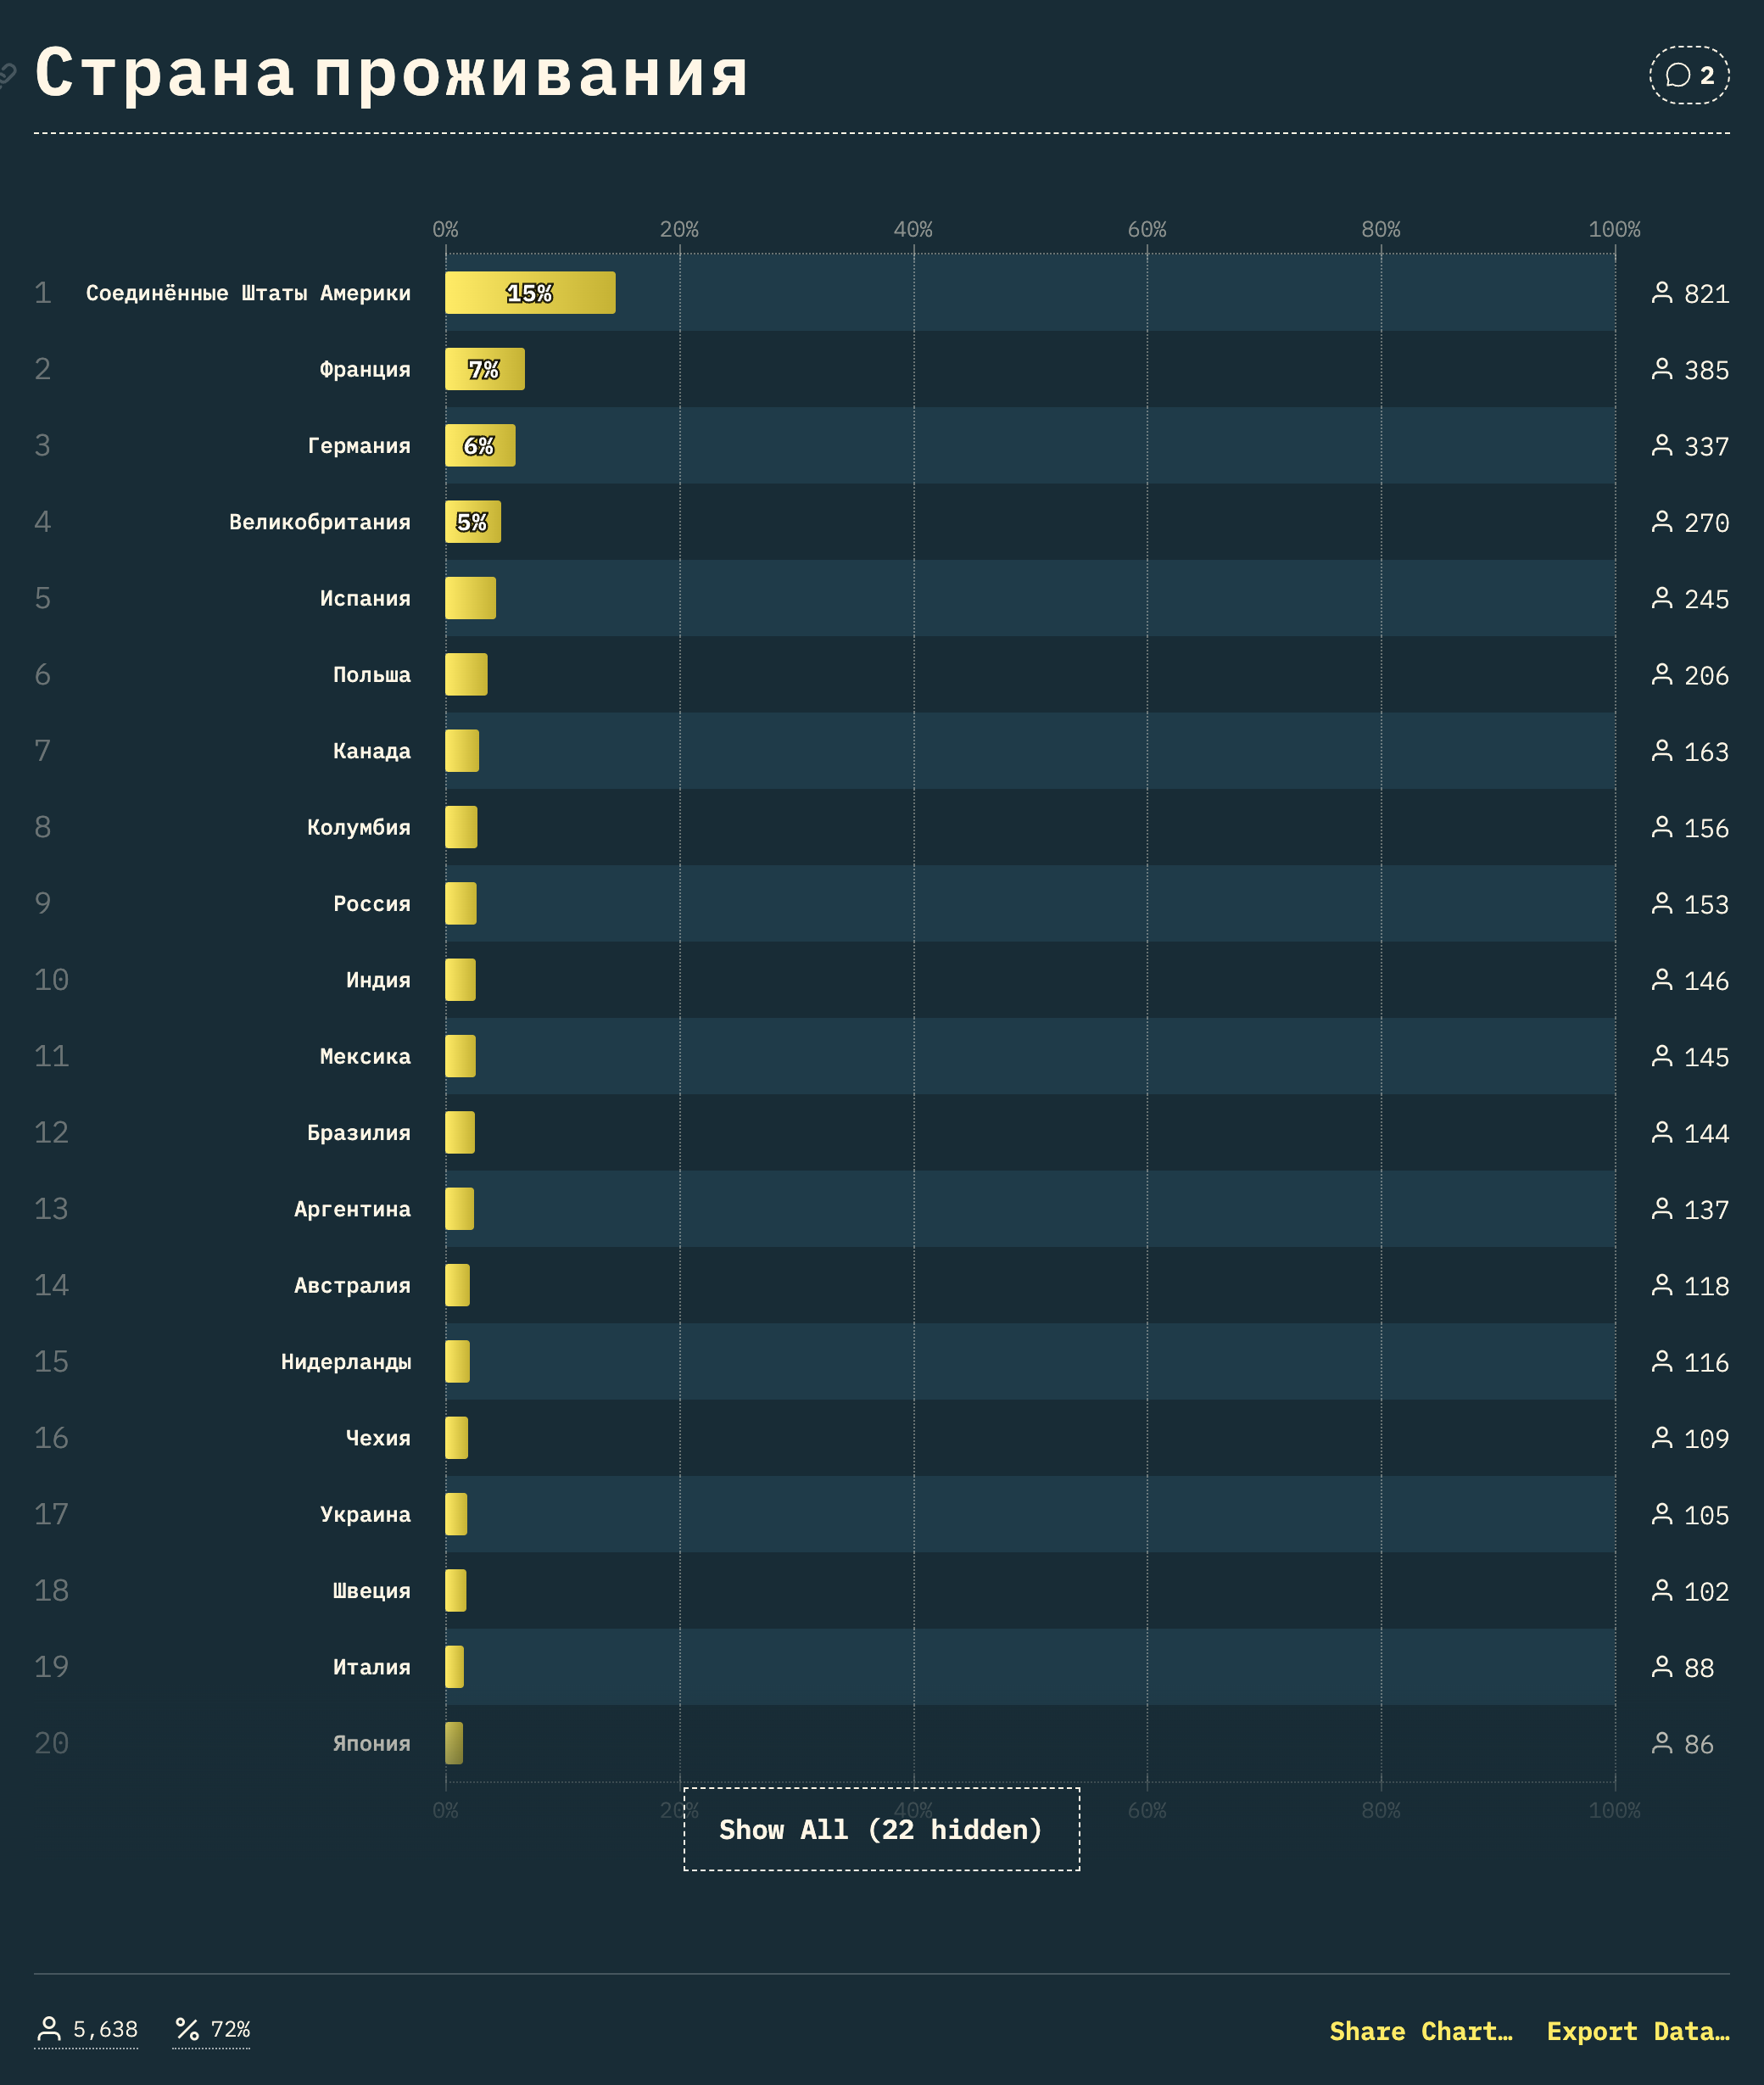 Страна проживания
2
0% 20% 40% 60% 80% 100%
1 Соединённые Штаты Америки 15% 821
2 Франция 7% 385
3 Германия 6% 337
4 Великобритания 5% 270
5 Испания 245
6 Польша 206
7 Канада 163
8 Колумбия 156
9 Россия 153
10 Индия 146
11 Мексика 145
12 Бразилия 144
13 Аргентина 137
14 Австралия 118
15 Нидерланды 116
16 Чехия 109
17 Украина 105
18 Швеция 102
19 Италия 88
20 Япония 86
0% 20% 40% 60% 80% 100%
Show All (22 hidden)
5,638 72% Share Chart… Export Data…